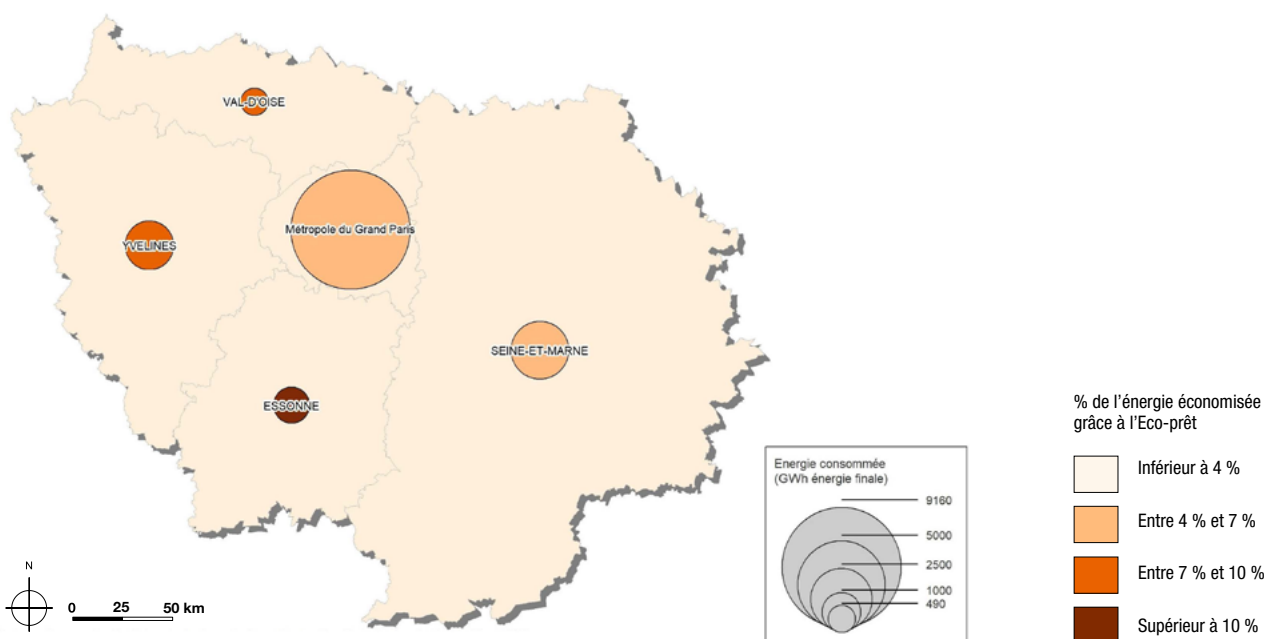 VAL-D'OISE
Métropole du Grand Paris
YVELINES
SEINE-ET-MARNE
ESSONNE
N
0 25 50 km
Energie consommée
(GWh énergie finale)
9160
5000
2500
1000
490
% de l'énergie économisée
grâce à l'Eco-prêt
Inférieur à 4 %
Entre 4 % et 7 %
Entre 7 % et 10 %
Supérieur à 10 %